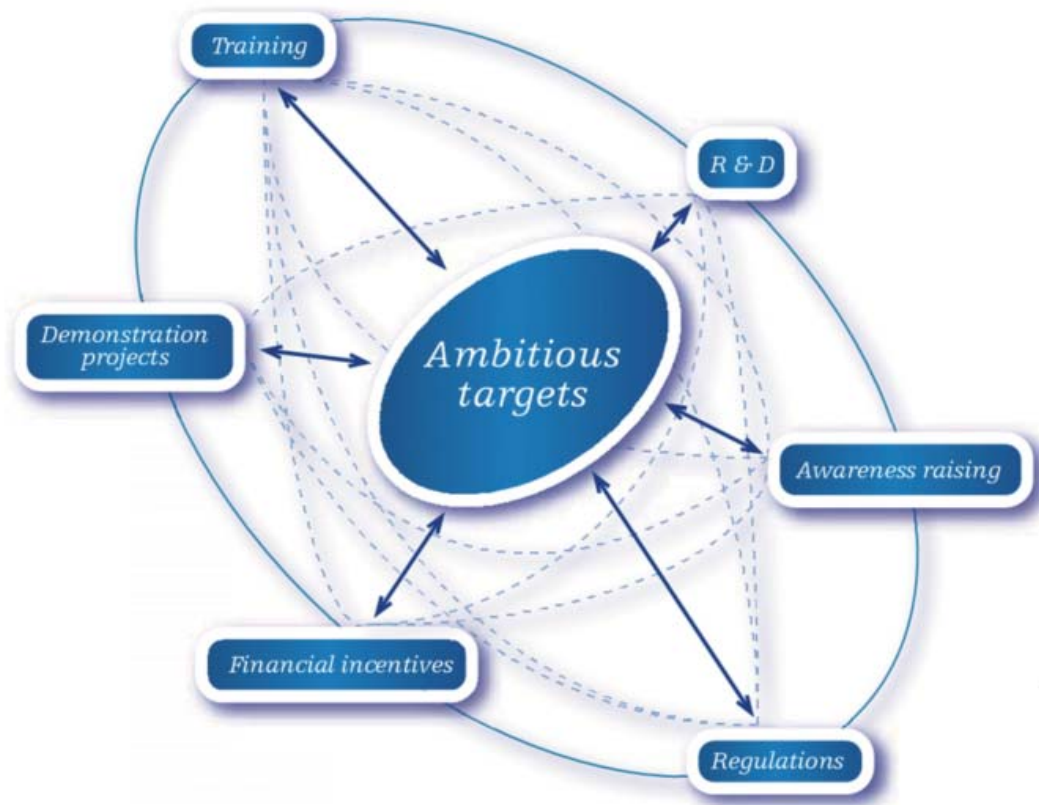 Training
R & D
Demonstration
projects
Ambitious
targets
Awareness raising
Financial incentives
Regulations